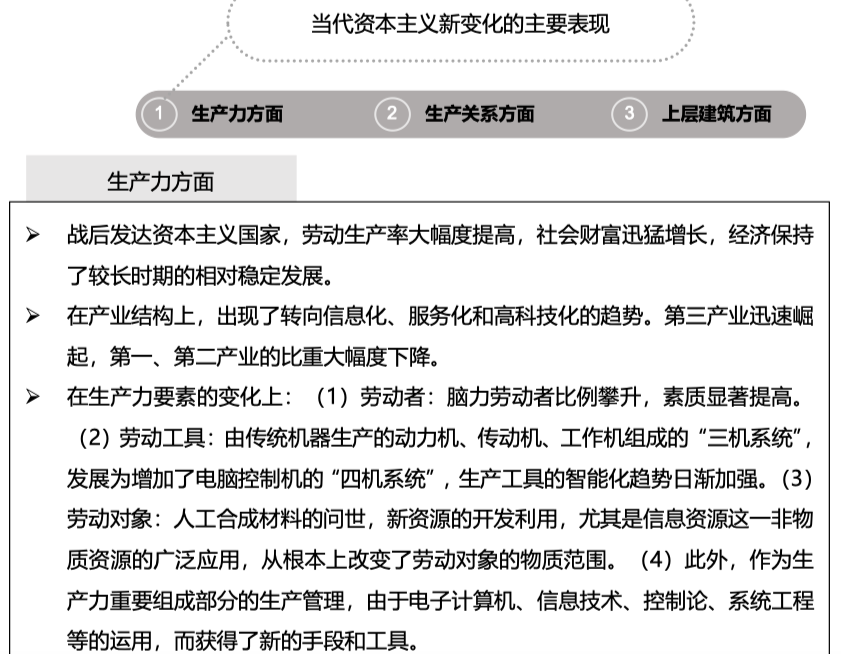 当代资本主义新变化的主要表现
1 生产力方面 2 生产关系方面 3 上层建筑方面
生产力方面
➢ 战后发达资本主义国家，劳动生产率大幅度提高，社会财富迅猛增长，经济保持
了较长时期的相对稳定发展。
➢ 在产业结构上，出现了转向信息化、服务化和高科技化的趋势。第三产业迅速崛
起，第一、第二产业的比重大幅度下降。
➢ 在生产力要素的变化上：（1）劳动者：脑力劳动者比例攀升，素质显著提高。
（2）劳动工具：由传统机器生产的动力机、传动机、工作机组成的“三机系统”，
发展为增加了电脑控制机的“四机系统”，生产工具的智能化趋势日渐加强。（3）
劳动对象：人工合成材料的问世，新资源的开发利用，尤其是信息资源这一非物
质资源的广泛应用，从根本上改变了劳动对象的物质范围。（4）此外，作为生
产力重要组成部分的生产管理，由于电子计算机、信息技术、控制论、系统工程
等的运用，而获得了新的手段和工具。